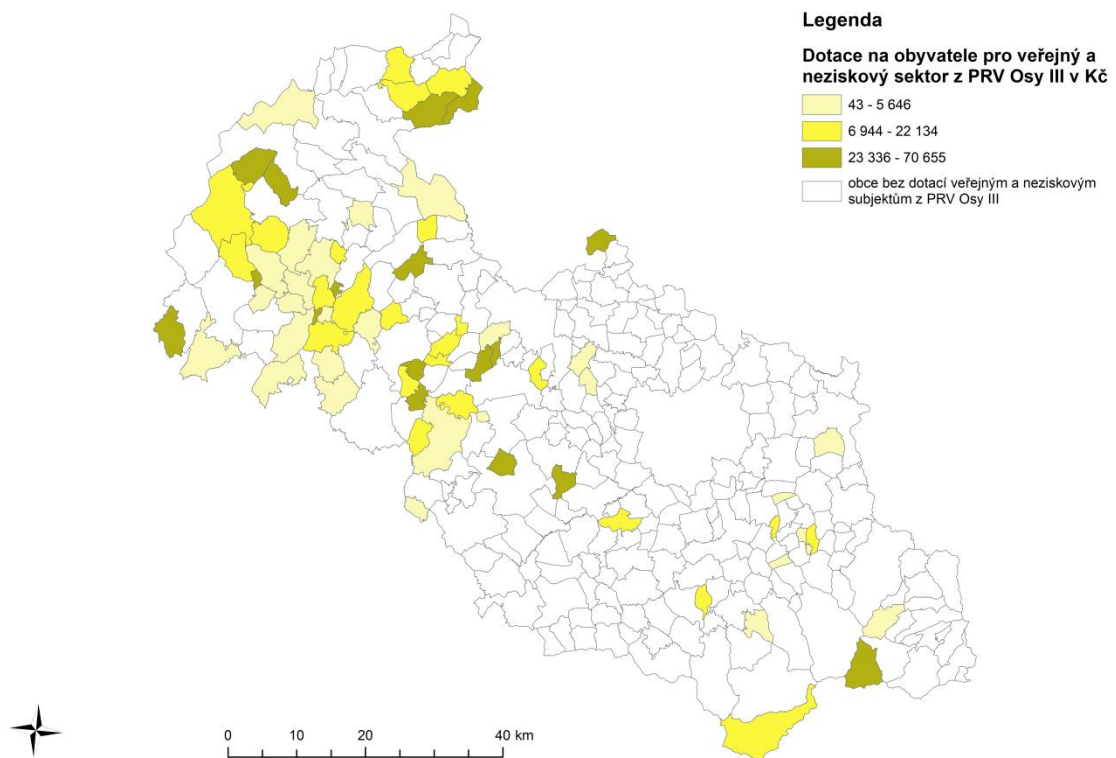 Legenda
Dotace na obyvatele pro veřejný a
neziskový sektor z PRV Osy III v Kč
43 - 5 646
6 944 - 22 134
23 336 - 70 655
obce bez dotací veřejným a neziskovým
subjektům z PRV Osy III
0 10 20 40 km